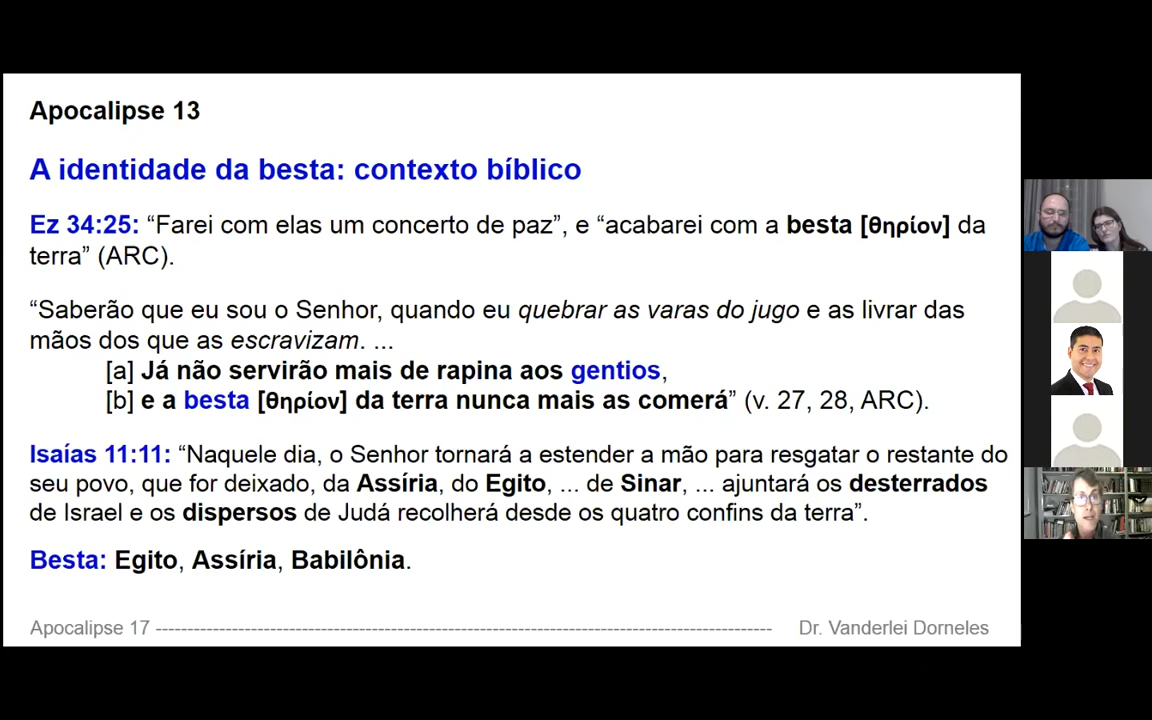 Apocalipse 13
A identidade da besta: contexto bíblico
Ez 34:25: “Farei com elas um concerto de paz”, e “acabarei com a besta [θηρίον] da
terra” (ARC).
“Saberão que eu sou o Senhor, quando eu quebrar as varas do jugo e as livrar das
mãos dos que as escravizam. ...
[a] Já não servirão mais de rapina aos gentios,
[b] e a besta [θηρίον] da terra nunca mais as comerá” (v. 27, 28, ARC).
Isaías 11:11: “Naquele dia, o Senhor tornará a estender a mão para resgatar o restante do
seu povo, que for deixado, da Assíria, do Egito, ... de Sinar, ... ajuntará os desterrados
de Israel e os dispersos de Judá recolherá desde os quatro confins da terra”.
Besta: Egito, Assíria, Babilônia.
Apocalipse 17 ---------------------------------------------------------------------------------------- Dr. Vanderlei Dorneles